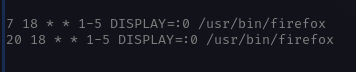 7 18 * * 1-5 DISPLAY=:0 /usr/bin/firefox
20 18 * * 1-5 DISPLAY=:0 /usr/bin/firefox